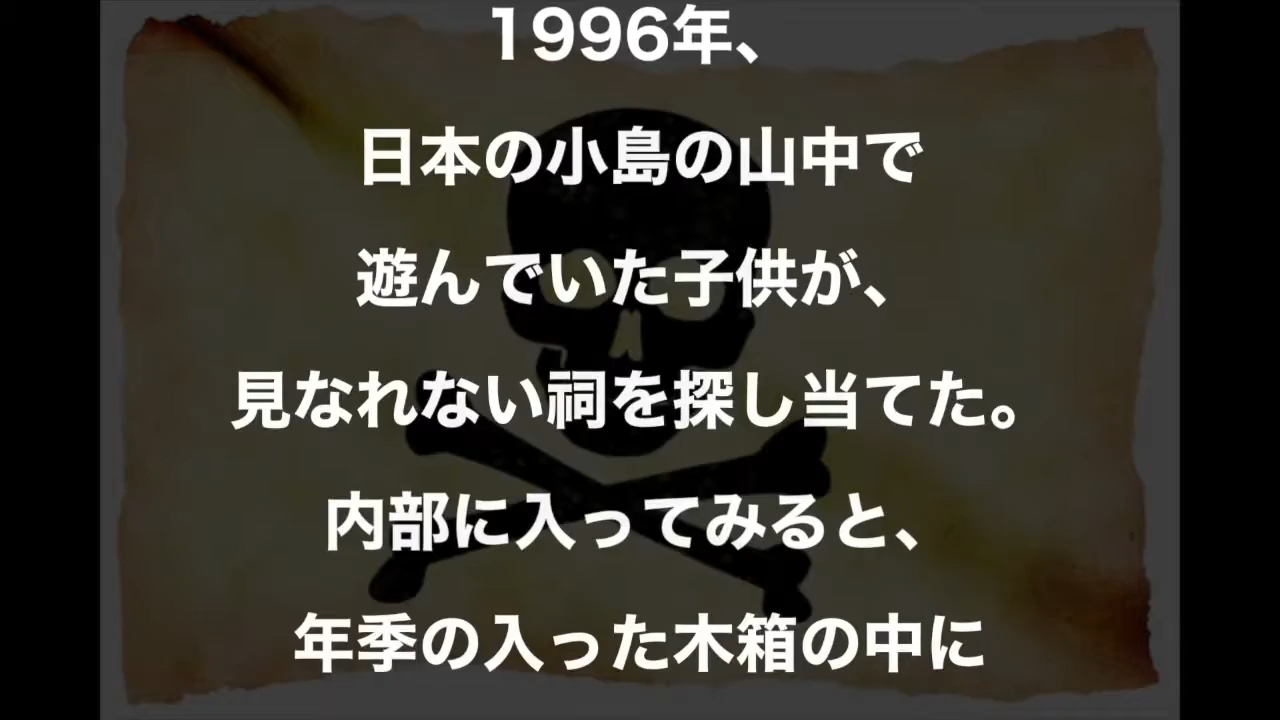 1996年、
日本の小島の山中で
遊んでいた子供が、
見なれない祠を探し当てた。
内部に入ってみると、
年季の入った木箱の中に